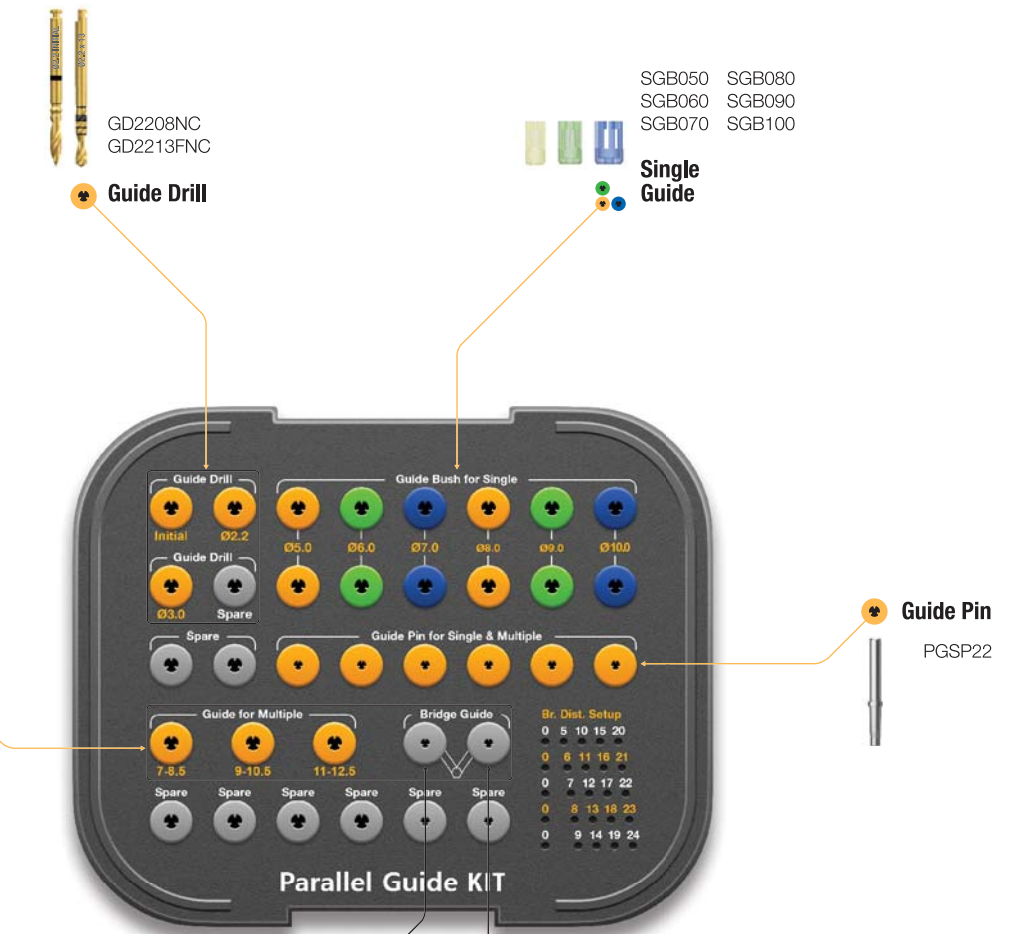 GD2208NC
GD2213FNC
Guide Drill
SGB050 SGB080
SGB060 SGB090
SGB070 SGB100
Single
Guide
Guide Drill
Guide Bush for Single
Initial Ø2.2
Ø5.0 Ø6.0 Ø7.0 Ø8.0 Ø9.0 Ø10.0
Guide Drill
Ø3.0 Spare
Spare
Guide Pin for Single & Multiple
Guide Pin
PGSP22
Guide for Multiple
Bridge Guide
Br. Dist. Setup
7-8.5 9-10.5 11-12.5
0 5 10 15 20
0 6 11 16 21
0 7 12 17 22
0 8 13 18 23
0 9 14 19 24
Spare Spare Spare Spare Spare Spare
Parallel Guide KIT